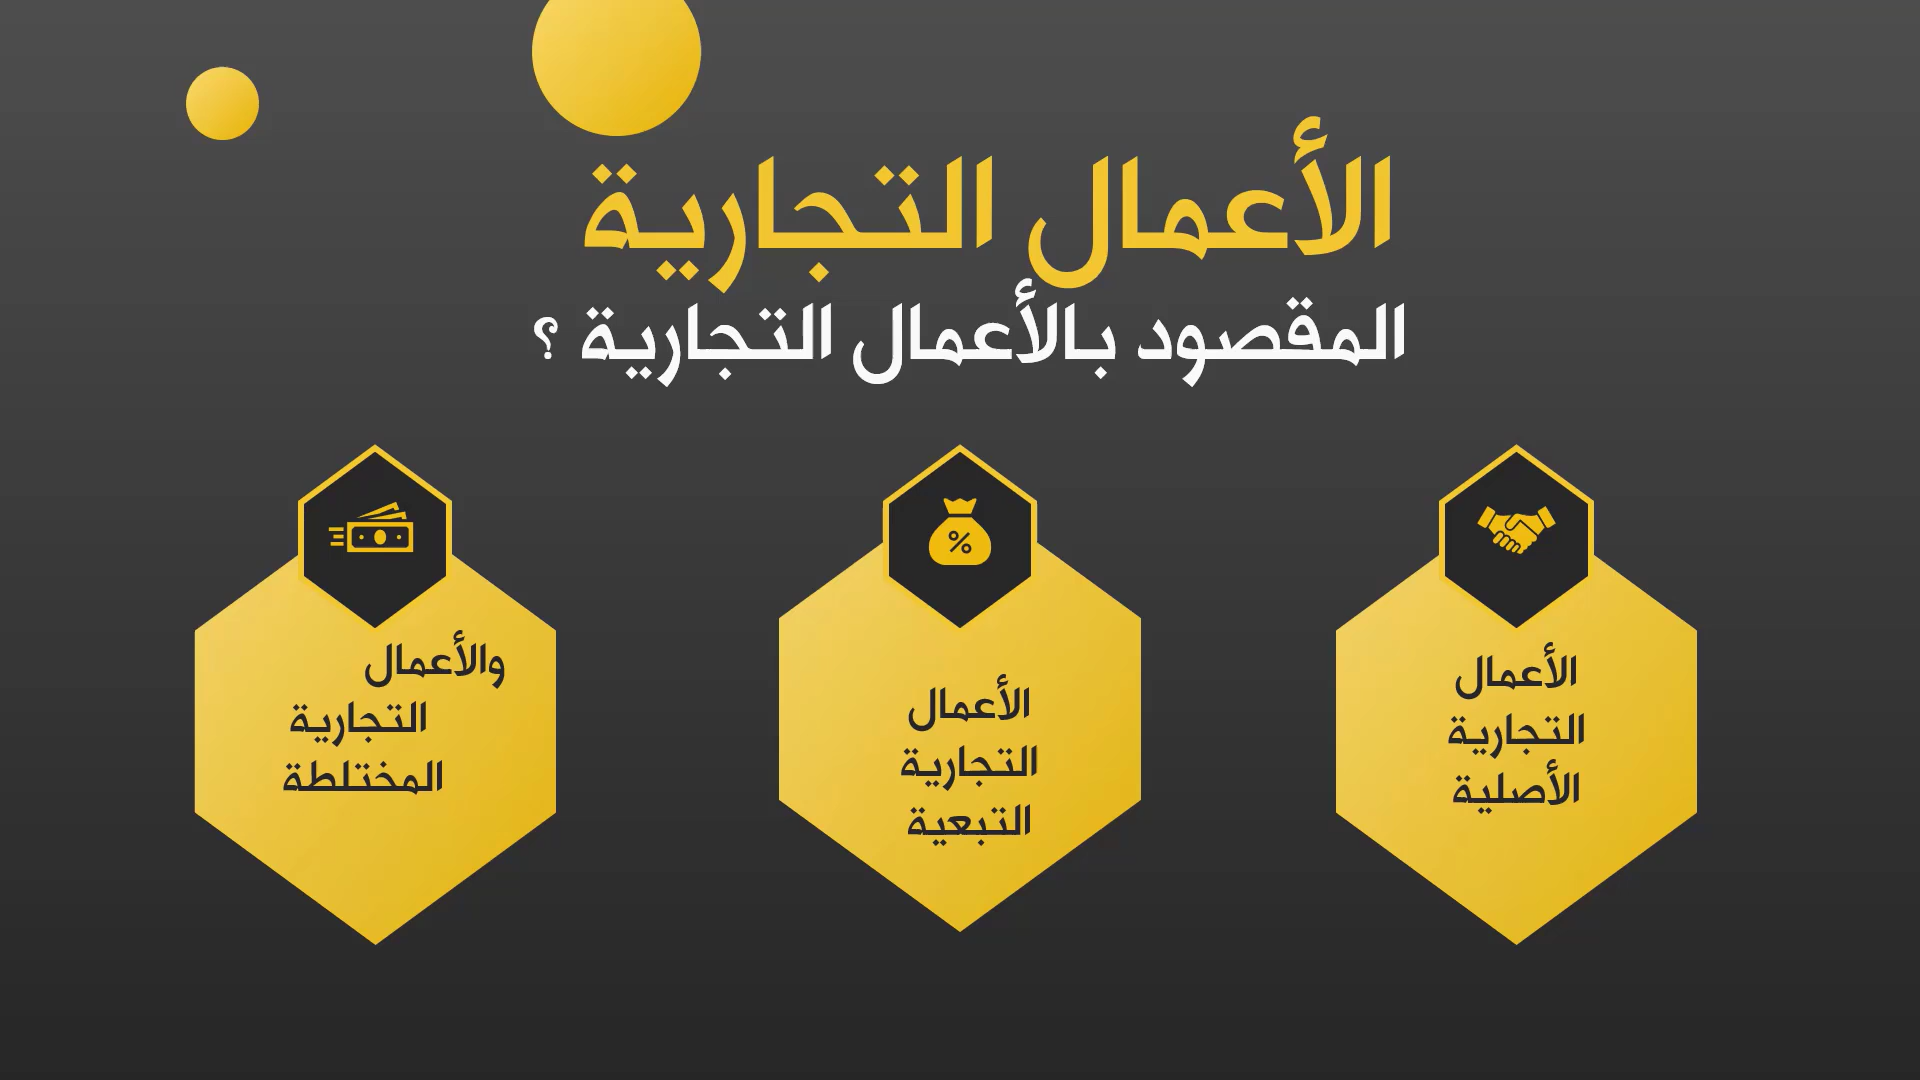 الأعمال التجارية
المقصود بالأعمال التجارية ؟
الأعمال
التجارية
الأصلية
الأعمال
التجارية
التبعية
والأعمال
التجارية
المختلطة
%